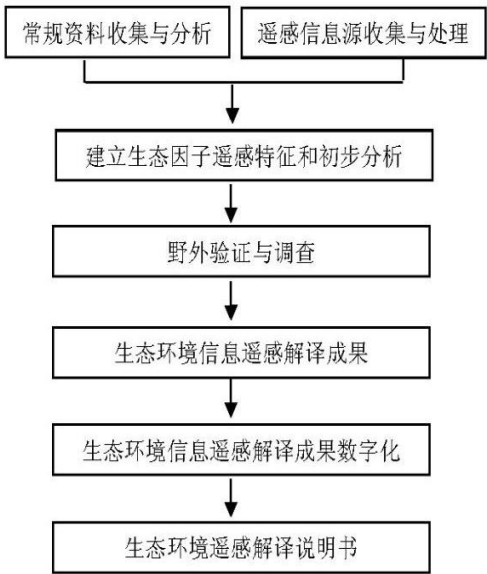 常规资料收集与分析
遥感信息源收集与处理
建立生态因子遥感特征和初步分析
野外验证与调查
生态环境信息遥感解译成果
生态环境信息遥感解译成果数字化
生态环境遥感解译说明书